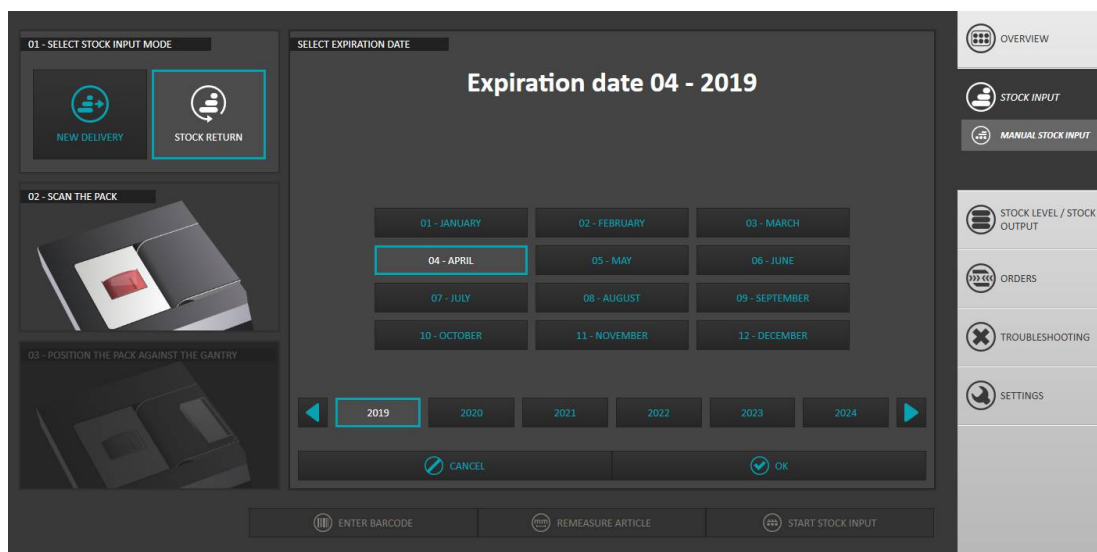 01 - SELECT STOCK INPUT MODE
NEW DELIVERY
STOCK RETURN
02 - SCAN THE PACK
03 - POSITION THE PACK AGAINST THE GANTRY
SELECT EXPIRATION DATE
Expiration date 04 - 2019
01 - JANUARY
02 - FEBRUARY
03 - MARCH
04 - APRIL
05 - MAY
06 - JUNE
07 - JULY
08 - AUGUST
09 - SEPTEMBER
10 - OCTOBER
11 - NOVEMBER
12 - DECEMBER
2019
2020
2021
2022
2023
2024
CANCEL
OK
ENTER BARCODE
mm
REMEASURE ARTICLE
START STOCK INPUT
OVERVIEW
STOCK INPUT
MANUAL STOCK INPUT
STOCK LEVEL / STOCK
OUTPUT
ORDERS
TROUBLESHOOTING
SETTINGS